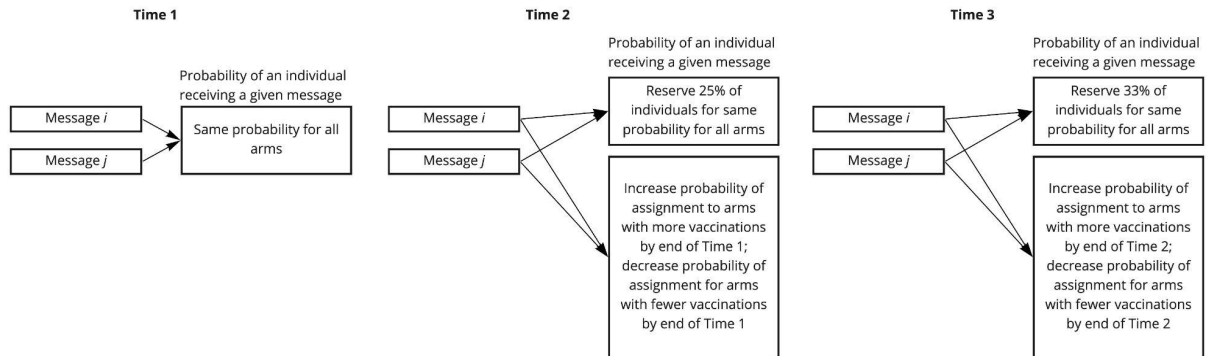 Time 1
Probability of an individual
receiving a given message
Message i
Message j
Same probability for all
arms
Time 2
Probability of an individual
receiving a given message
Message i
Message j
Reserve 25% of
individuals for same
probability for all arms
Increase probability of
assignment to arms
with more vaccinations
by end of Time 1;
decrease probability of
assignment for arms
with fewer vaccinations
by end of Time 1
Time 3
Probability of an individual
receiving a given message
Message i
Message j
Reserve 33% of
individuals for same
probability for all arms
Increase probability of
assignment to arms
with more vaccinations
by end of Time 2;
decrease probability of
assignment for arms
with fewer vaccinations
by end of Time 2